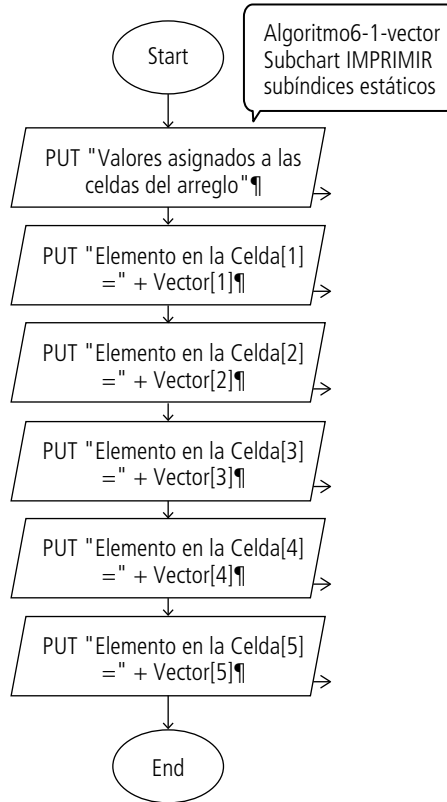 Algoritmo6-1-vector
Subchart IMPRIMIR
subíndices estáticos
Start
PUT "Valores asignados a las
celdas del arreglo"¶
PUT "Elemento en la Celda[1]
=" + Vector[1]¶
PUT "Elemento en la Celda[2]
=" + Vector[2]¶
PUT "Elemento en la Celda[3]
=" + Vector[3]¶
PUT "Elemento en la Celda[4]
=" + Vector[4]¶
PUT "Elemento en la Celda[5]
=" + Vector[5]¶
End